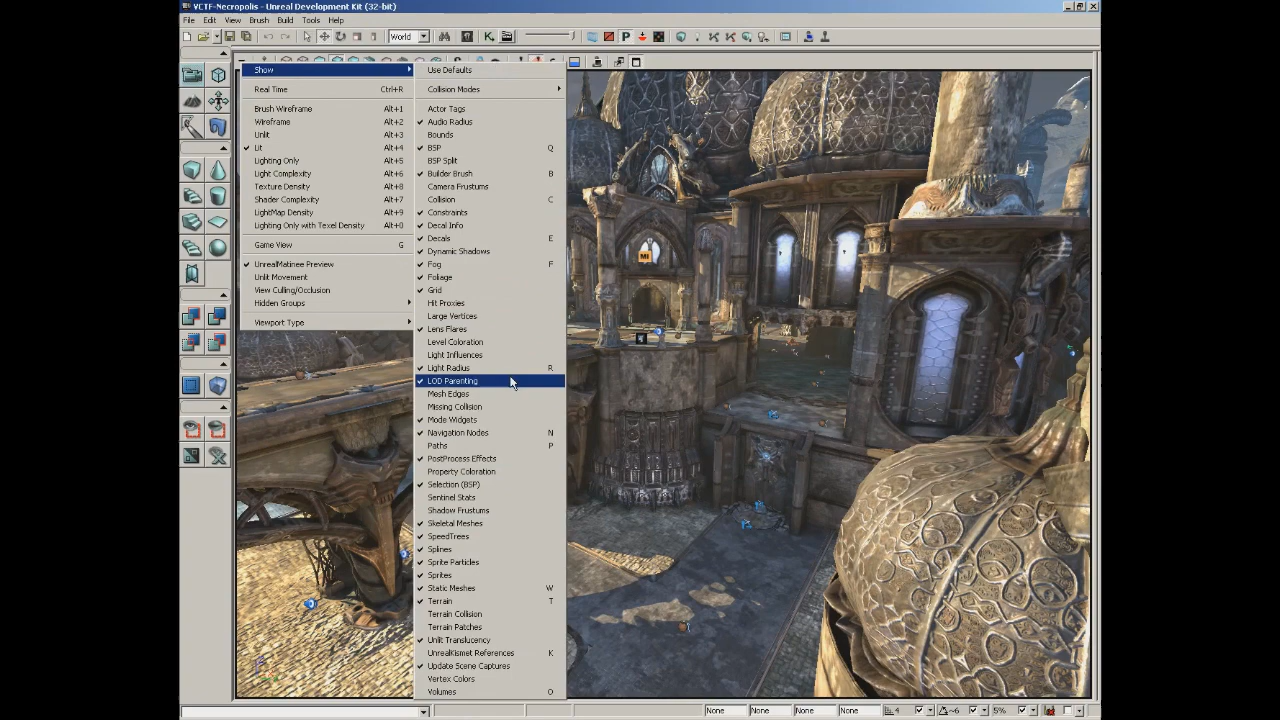 VCTF-Necropolis - Unreal Development Kit (32-bit)
File Edit View Brush Build Tools Help
World
Show
Real Time Ctrl+R
Brush Wireframe Alt+1
Wireframe Alt+2
Unlit Alt+3
Lit Alt+4
Lighting Only Alt+5
Light Complexity Alt+6
Texture Density Alt+8
Shader Complexity Alt+7
LightMap Density Alt+9
Lighting Only with Texel Density Alt+0
Game View G
UnrealMatinee Preview
Unlit Movement
View Culling/Occlusion
Hidden Groups
Viewport Type
Use Defaults
Collision Modes
Actor Tags
Audio Radius
Bounds
BSP Q
BSP Split
Builder Brush B
Camera Frustums
Collision C
Constraints
Decal Info
Decals E
Dynamic Shadows
Fog F
Foliage
Grid
Hit Proxies
Large Vertices
Lens Flares
Level Coloration
Light Influences
Light Radius R
LOD Parenting
Mesh Edges
Missing Collision
Mode Widgets
Navigation Nodes N
Paths P
PostProcess Effects
Property Coloration
Selection (BSP)
Sentinel Stats
Shadow Frustums
Skeletal Meshes
SpeedTrees
Splines
Sprite Particles
Sprites
Static Meshes W
Terrain T
Terrain Collision
Terrain Patches
Unlit Translucency
UnrealKismet References K
Update Scene Captures
Vertex Colors
Volumes O
MI
None None None None 4 ~6 5%